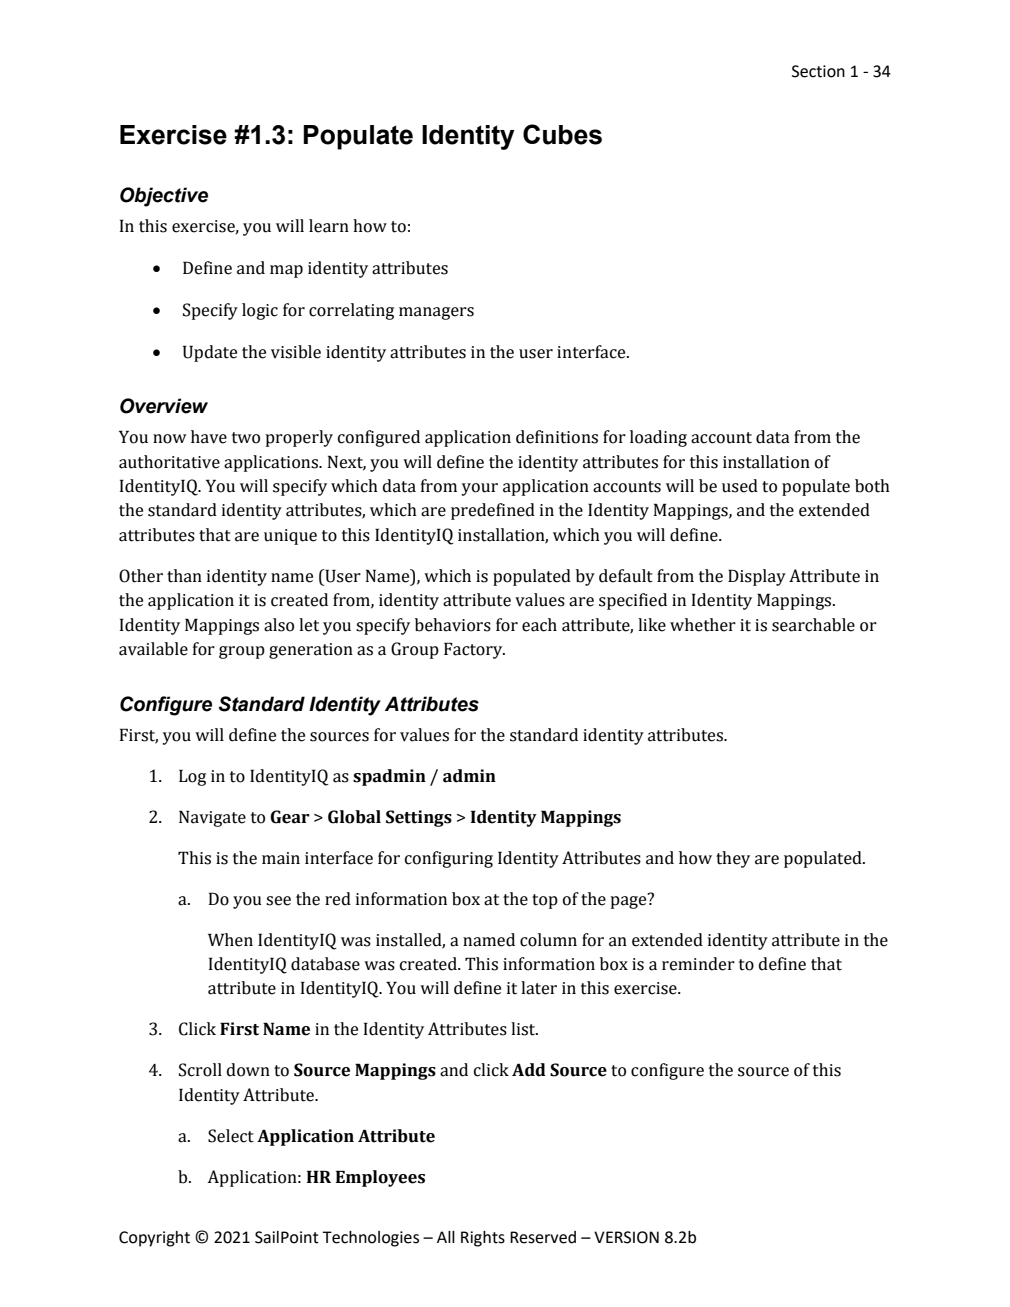 Section 1 - 34
Exercise #1.3: Populate Identity Cubes
Objective
In this exercise, you will learn how to:
• Define and map identity attributes
• Specify logic for correlating managers
• Update the visible identity attributes in the user interface.
Overview
You now have two properly configured application definitions for loading account data from the
authoritative applications. Next, you will define the identity attributes for this installation of
IdentityIQ. You will specify which data from your application accounts will be used to populate both
the standard identity attributes, which are predefined in the Identity Mappings, and the extended
attributes that are unique to this IdentityIQ installation, which you will define.
Other than identity name (User Name), which is populated by default from the Display Attribute in
the application it is created from, identity attribute values are specified in Identity Mappings.
Identity Mappings also let you specify behaviors for each attribute, like whether it is searchable or
available for group generation as a Group Factory.
Configure Standard Identity Attributes
First, you will define the sources for values for the standard identity attributes.
1. Log in to IdentityIQ as spadmin / admin
2. Navigate to Gear > Global Settings > Identity Mappings
This is the main interface for configuring Identity Attributes and how they are populated.
a. Do you see the red information box at the top of the page?
When IdentityIQ was installed, a named column for an extended identity attribute in the
IdentityIQ database was created. This information box is a reminder to define that
attribute in IdentityIQ. You will define it later in this exercise.
3. Click First Name in the Identity Attributes list.
4. Scroll down to Source Mappings and click Add Source to configure the source of this
Identity Attribute.
a. Select Application Attribute
b. Application: HR Employees
Copyright © 2021 SailPoint Technologies – All Rights Reserved – VERSION 8.2b